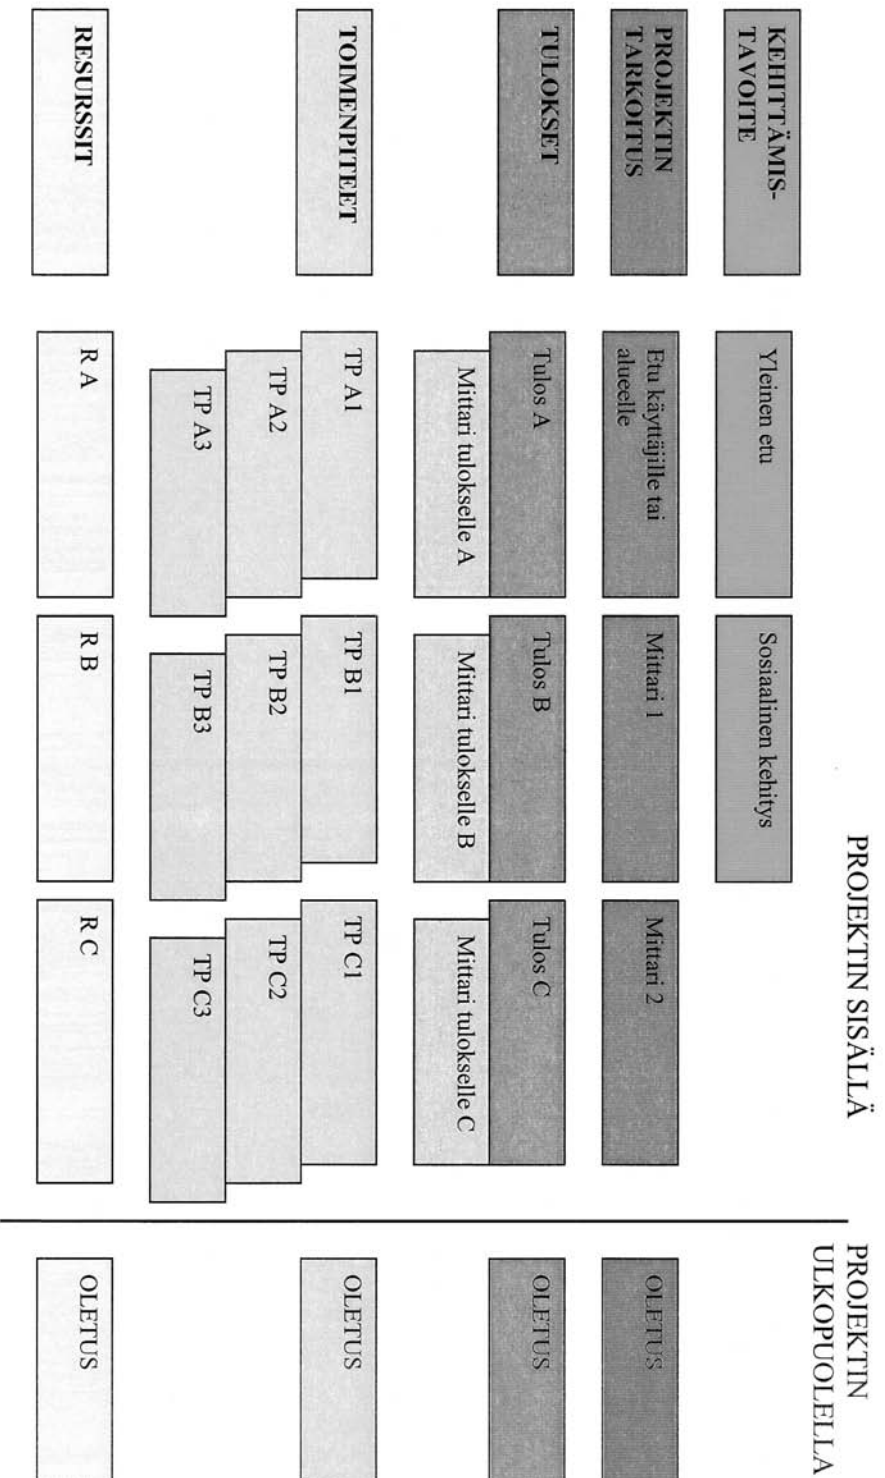 PROJEKTIN SISÄLLÄ
PROJEKTIN
ULKOPUOLELLA
KEHITTÄMIS-
TAVOITE
Yleinen etu
Sosiaalinen kehitys
PROJEKTIN
TARKOITUS
Etu käyttäjille tai
alueelle
Mittari 1
Mittari 2
OLETUS
TULOKSET
Tulos A
Tulos B
Tulos C
OLETUS
Mittari tulokselle A
Mittari tulokselle B
Mittari tulokselle C
TOIMENPITEET
TP A1
TP B1
TP C1
OLETUS
TP A2
TP B2
TP C2
TP A3
TP B3
TP C3
RESURSSIT
R A
R B
R C
OLETUS